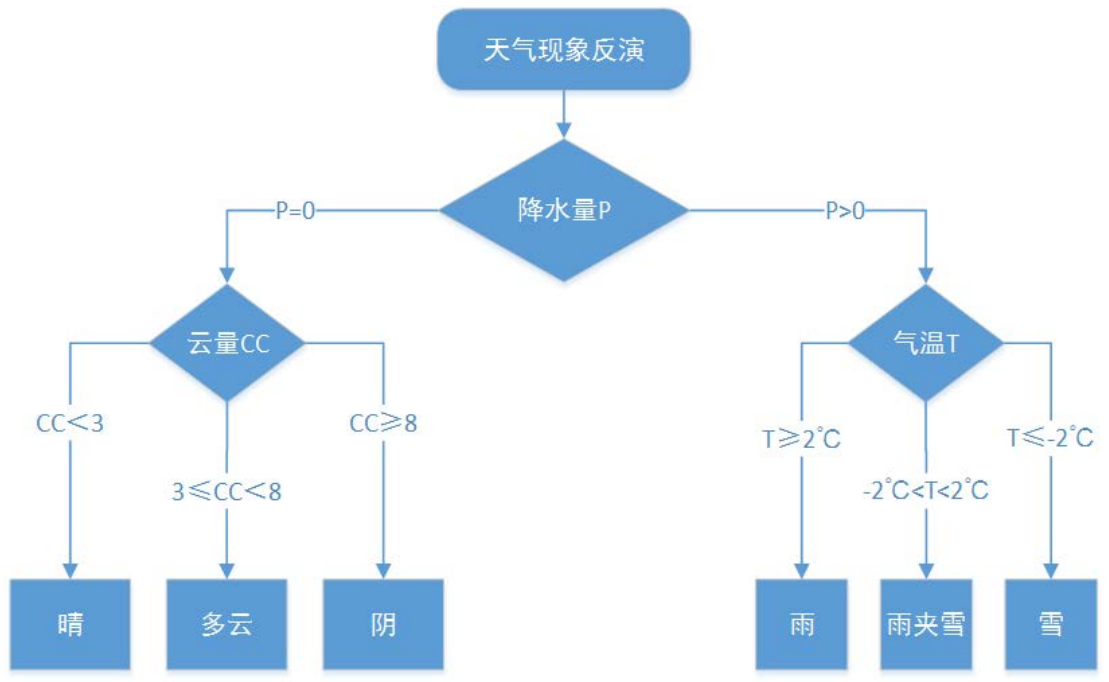 天气现象反演
降水量P
P=0
P>0
云量CC
气温T
CC＜3
CC≥8
T≥2℃
T≤-2℃
3≤CC＜8
-2℃<T<2℃
晴
多云
阴
雨
雨夹雪
雪